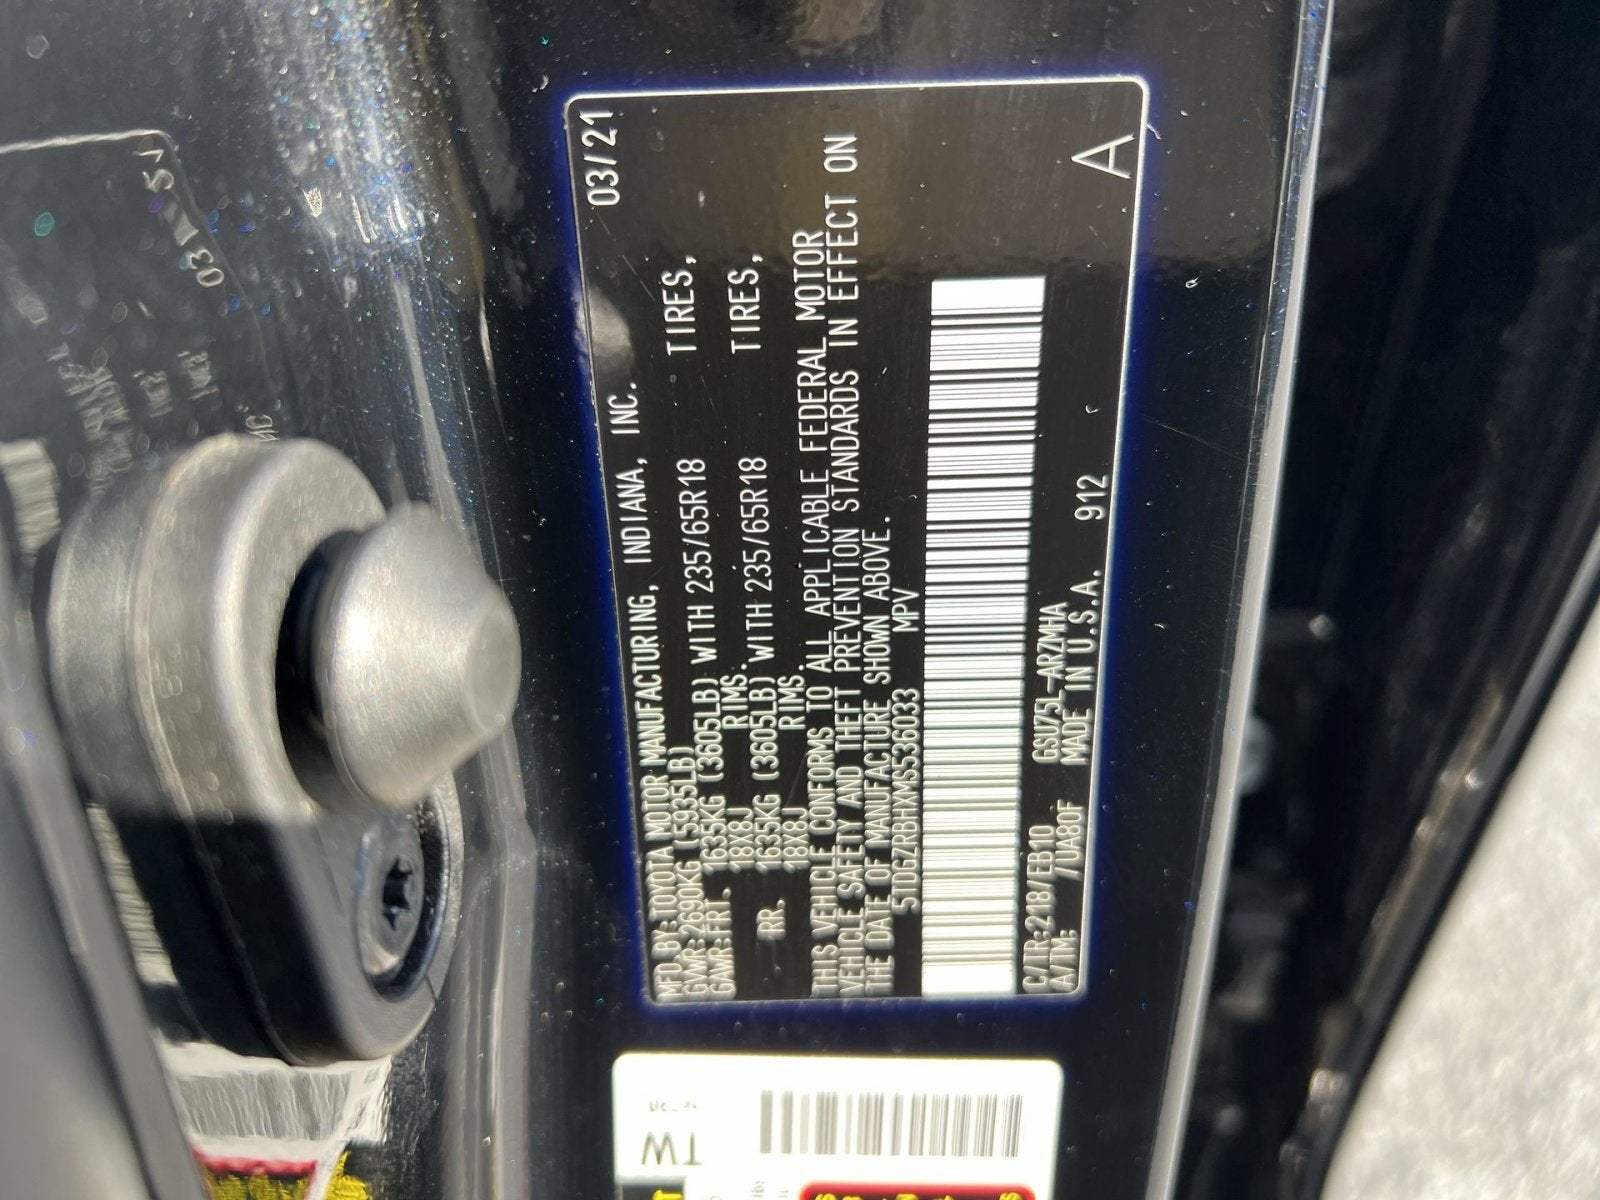 MFD.BY: TOYOTA MOTOR MANUFACTURING, INDIANA, INC. 03/21
GVWR: 2690KG (5935LB)
GAWR: FRT. 1635KG (3605LB) WITH 235/65R18 TIRES,
18X8J RIMS.
RR. 1635KG (3605LB) WITH 235/65R18 TIRES,
18X8J RIMS.
THIS VEHICLE CONFORMS TO ALL APPLICABLE FEDERAL MOTOR
VEHICLE SAFETY AND THEFT PREVENTION STANDARDS IN EFFECT ON
THE DATE OF MANUFACTURE SHOWN ABOVE.
5TDGZRBHXMS536033 MPV
C/TR: 218/EB10 GSU75L-ARZMHA
A/TM: /UA80F MADE IN U.S.A. 912 A
TW